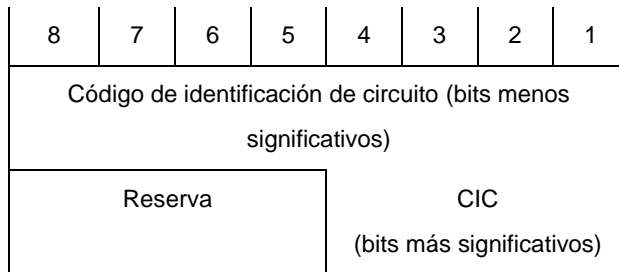 8 7 6 5 4 3 2 1
Código de identificación de circuito (bits menos
significativos)
Reserva CIC
(bits más significativos)